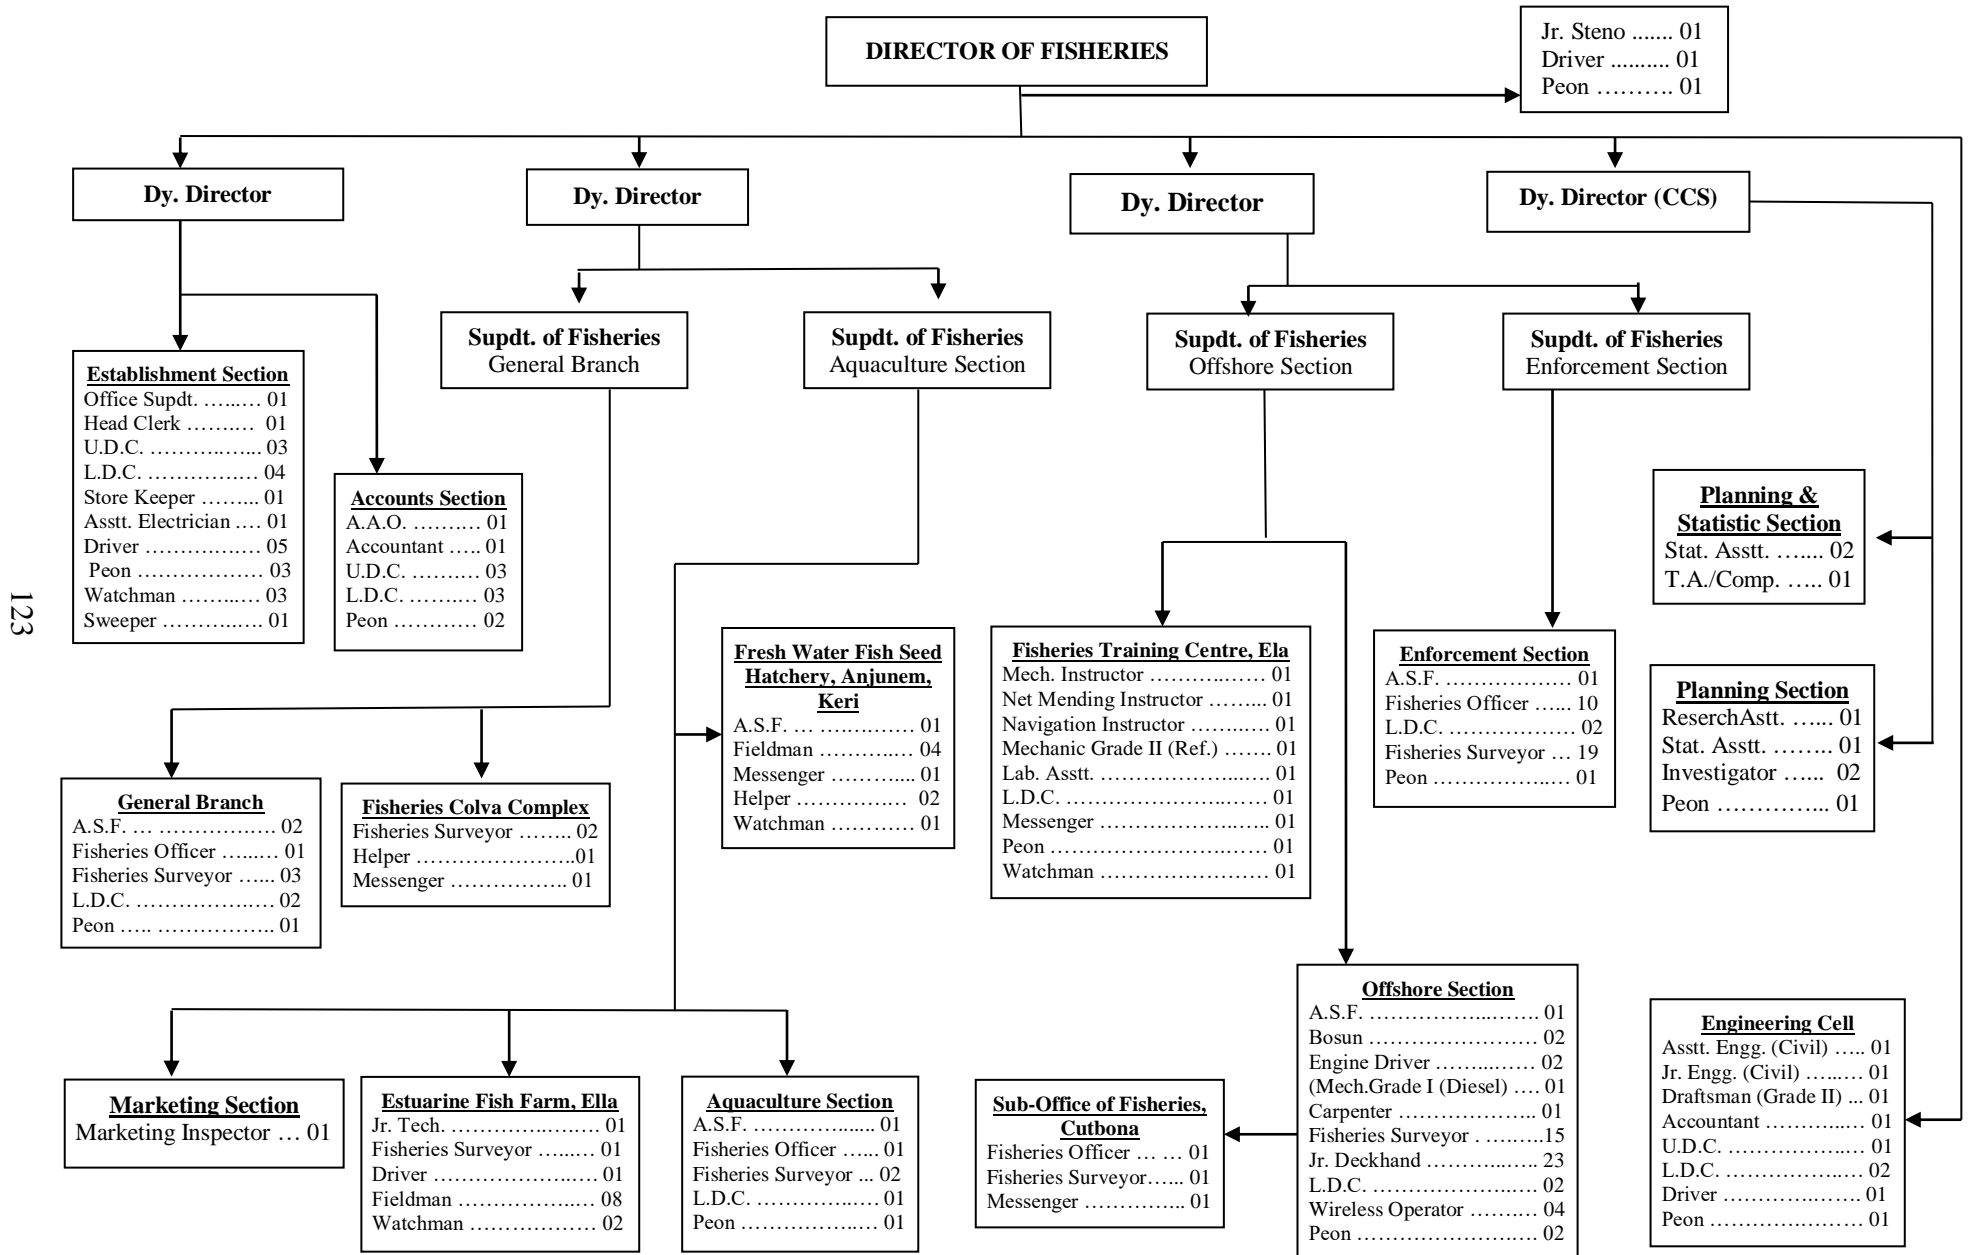 DIRECTOR OF FISHERIES
Jr. Steno ....... 01
Driver .......... 01
Peon ………. 01
Dy. Director
Dy. Director
Dy. Director
Dy. Director (CCS)
Supdt. of Fisheries
General Branch
Supdt. of Fisheries
Aquaculture Section
Supdt. of Fisheries
Offshore Section
Supdt. of Fisheries
Enforcement Section
Establishment Section
Office Supdt. …..… 01
Head Clerk …….… 01
U.D.C. ………..…... 03
L.D.C. …………..… 04
Store Keeper ……... 01
Asstt. Electrician .… 01
Driver ……….….… 05
Peon ……………… 03
Watchman ……..… 03
Sweeper ………..… 01
Accounts Section
A.A.O. ……..… 01
Accountant ….. 01
U.D.C. …….… 03
L.D.C. …….… 03
Peon ………… 02
Planning &
Statistic Section
Stat. Asstt. ….... 02
T.A./Comp. ….. 01
Fresh Water Fish Seed
Hatchery, Anjunem,
Keri
A.S.F. … ……….…… 01
Fieldman ………..… 04
Messenger ……….... 01
Helper ……………. 02
Watchman ………… 01
Fisheries Training Centre, Ela
Mech. Instructor ………..…… 01
Net Mending Instructor ……... 01
Navigation Instructor ……..… 01
Mechanic Grade II (Ref.) ……. 01
Lab. Asstt. ………………...…. 01
L.D.C. …………………..…… 01
Messenger ………………..….. 01
Peon ……………………..…… 01
Watchman …………………… 01
Enforcement Section
A.S.F. ……………… 01
Fisheries Officer ….. 10
L.D.C. ……………… 02
Fisheries Surveyor … 19
Peon ……………..… 01
Planning Section
ReserchAstt. …... 01
Stat. Asstt. …….. 01
Investigator ….. 02
Peon ………….. 01
123
General Branch
A.S.F. … …………….… 02
Fisheries Officer …..… 01
Fisheries Surveyor …... 03
L.D.C. ……………..… 02
Peon ….. …………….. 01
Fisheries Colva Complex
Fisheries Surveyor …….. 02
Helper …………………..01
Messenger …………….. 01
Offshore Section
A.S.F. ……………...……. 01
Bosun …………………… 02
Engine Driver ……..…… 02
(Mech.Grade I (Diesel) …. 01
Carpenter ……………….. 01
Fisheries Surveyor . ……..15
Jr. Deckhand ………..….. 23
L.D.C. ………………..…. 02
Wireless Operator ……… 04
Peon …………………..… 02
Engineering Cell
Asstt. Engg. (Civil) ….. 01
Jr. Engg. (Civil) …..… 01
Draftsman (Grade II) ... 01
Accountant ………..… 01
U.D.C. ……………..… 01
L.D.C. ……………..… 02
Driver …………..……. 01
Peon ………………… 01
Marketing Section
Marketing Inspector … 01
Estuarine Fish Farm, Ella
Jr. Tech. …………..….… 01
Fisheries Surveyor …..… 01
Driver ……………..….… 01
Fieldman …………..…… 08
Watchman ……………… 02
Aquaculture Section
A.S.F. …………....... 01
Fisheries Officer …... 01
Fisheries Surveyor ... 02
L.D.C. …………..…. 01
Peon ……………..… 01
Sub-Office of Fisheries,
Cutbona
Fisheries Officer … … 01
Fisheries Surveyor…... 01
Messenger ………….. 01